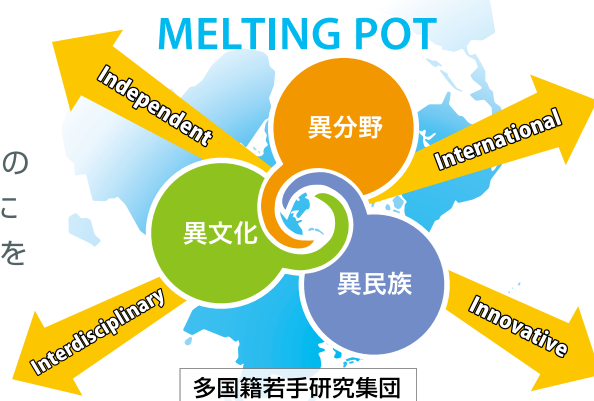 MELTING POT
Independent
異分野
International
の
こ
を
異文化
異民族
Interdisciplinary
Innovative
多国籍若手研究集団